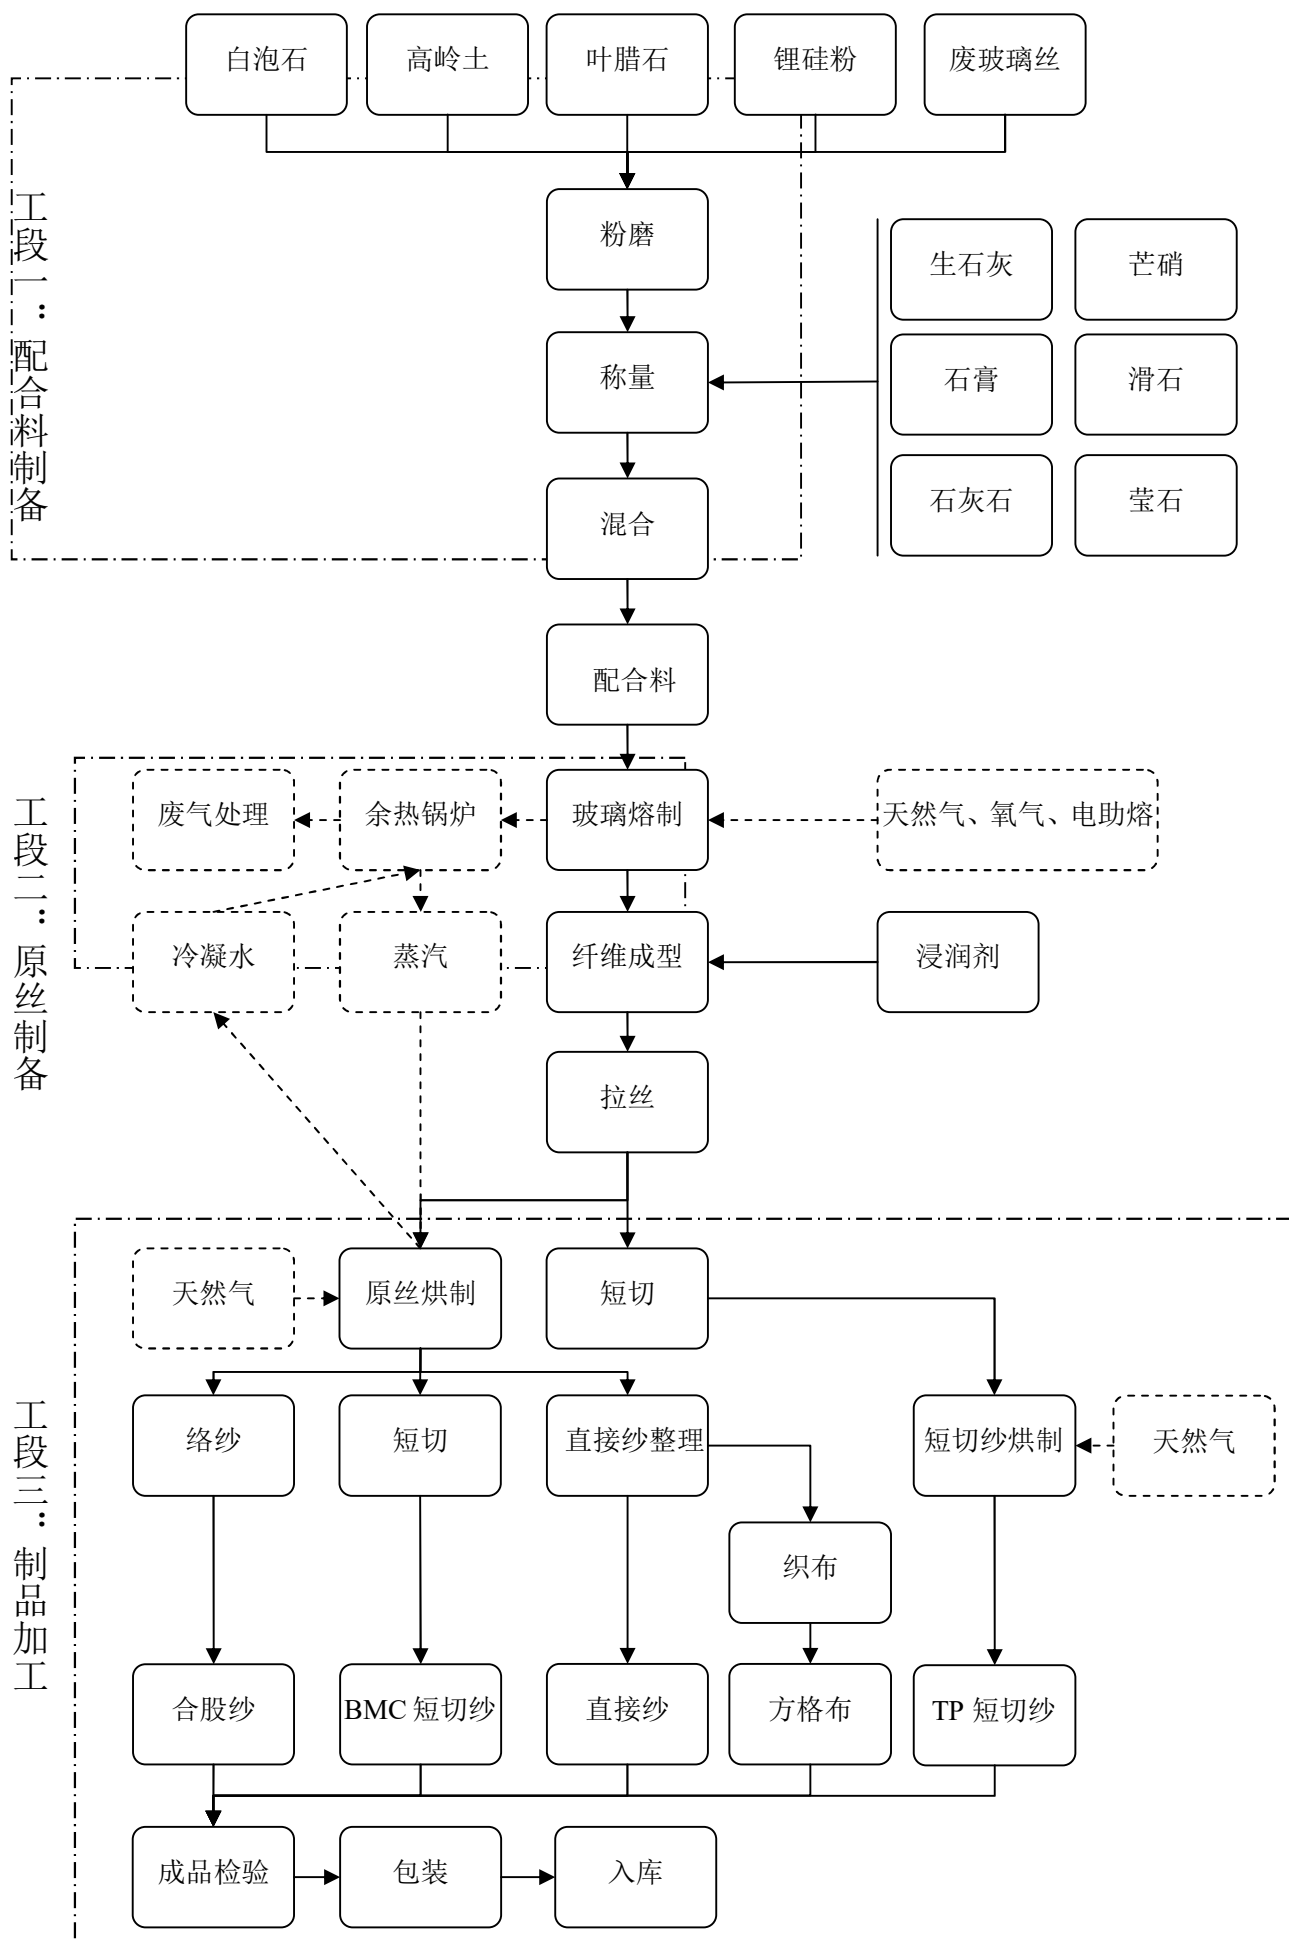 白泡石
高岭土
叶腊石
锂硅粉
废玻璃丝
工段一：配合料制备
粉磨
生石灰
芒硝
称量
石膏
滑石
混合
石灰石
莹石
配合料
工段二：原丝制备
废气处理
余热锅炉
玻璃熔制
天然气、氧气、电助熔
冷凝水
蒸汽
纤维成型
浸润剂
拉丝
工段三：制品加工
天然气
原丝烘制
短切
络纱
短切
直接纱整理
短切纱烘制
天然气
织布
合股纱
BMC 短切纱
直接纱
方格布
TP 短切纱
成品检验
包装
入库